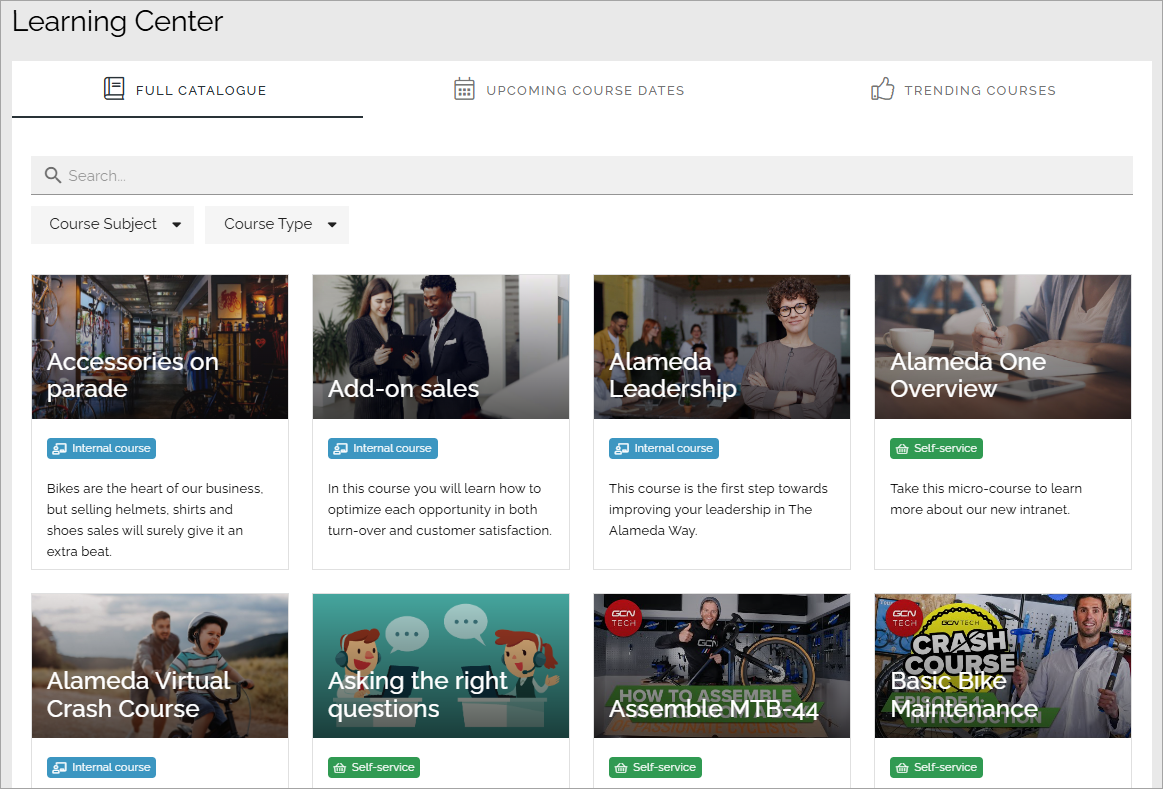 Learning Center
FULL CATALOGUE
UPCOMING COURSE DATES
TRENDING COURSES
Search...
Course Subject
Course Type
Accessories on
parade
Internal course
Bikes are the heart of our business,
but selling helmets, shirts and
shoes sales will surely give it an
extra beat.
Add-on sales
Internal course
In this course you will learn how to
optimize each opportunity in both
turn-over and customer satisfaction.
Alameda
Leadership
Internal course
This course is the first step towards
improving your leadership in The
Alameda Way.
Alameda One
Overview
Self-service
Take this micro-course to learn
more about our new intranet.
Alameda Virtual
Crash Course
Internal course
Asking the right
questions
Self-service
GCN
TECH
GCN
HOW TO ASSEMBLE
Assemble MTB-44
Self-service
GCN
TECH
GCN TECH
CRASH
COURSE
Basic Bike
Maintenance
EPISODE 1:
INTRODUCTION
Self-service